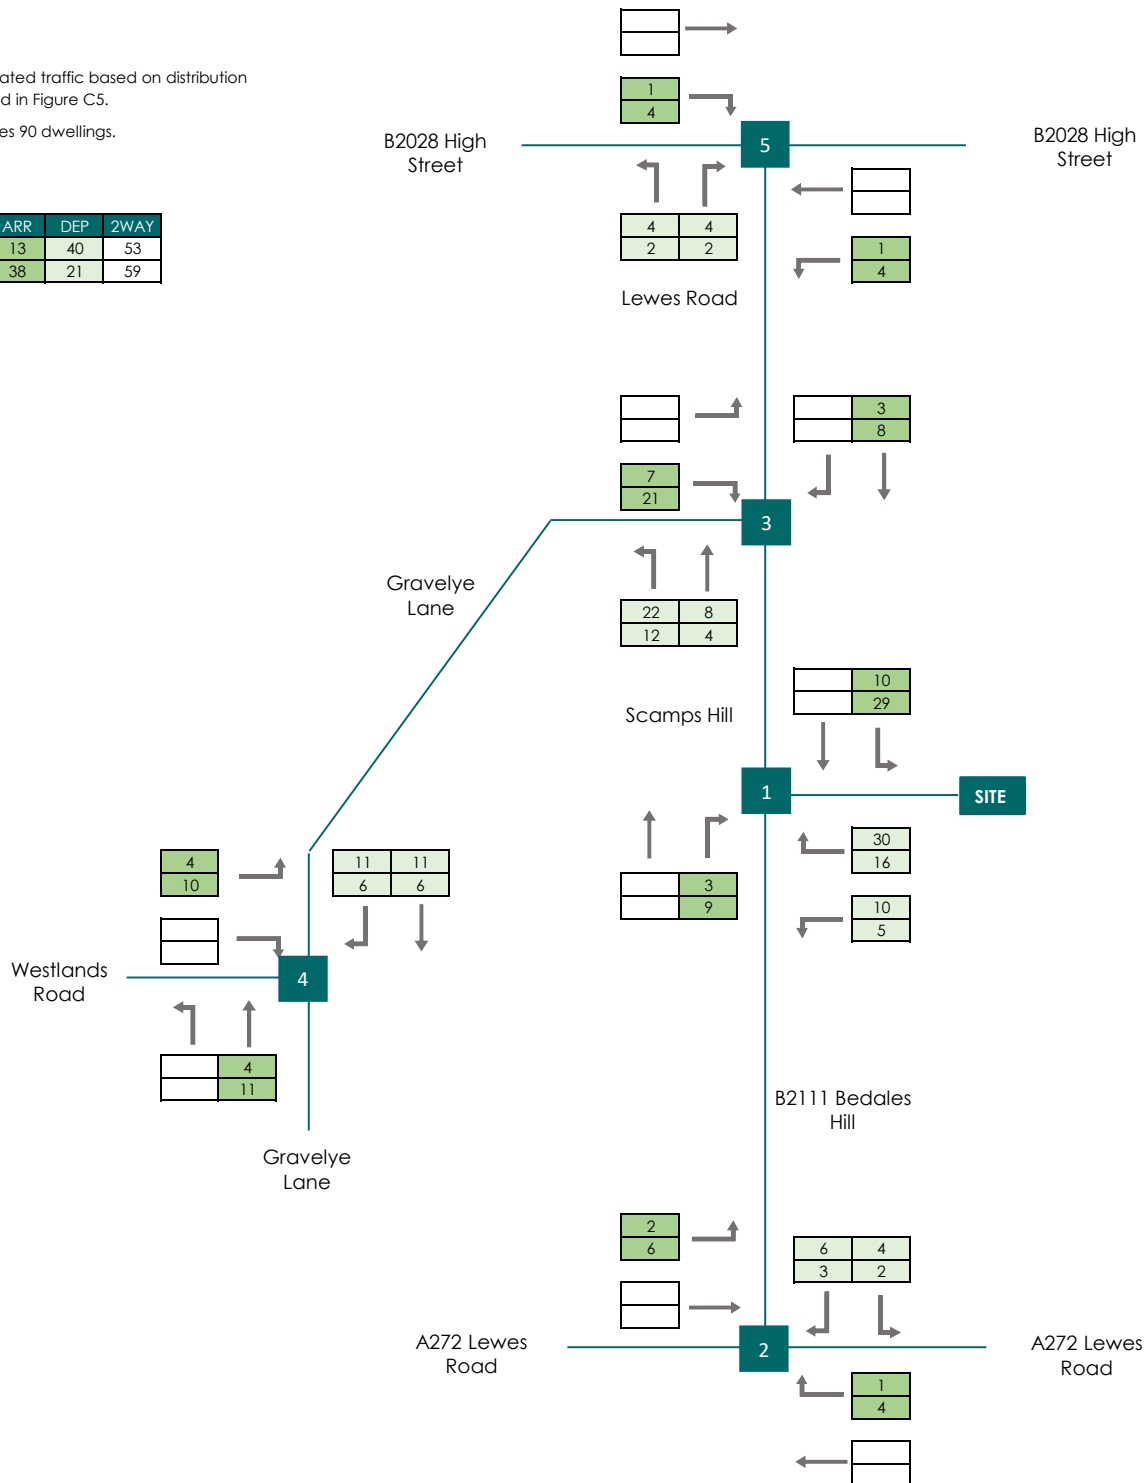 ated traffic based on distribution
d in Figure C5.
es 90 dwellings.
ARR DEP 2WAY
13 40 53
38 21 59
1
4
B2028 High
Street
5
B2028 High
Street
4 4
2 2
1
4
Lewes Road
3
8
7
21
3
Gravelye
Lane
22 8
12 4
10
29
Scamps Hill
1
SITE
30
16
3
9
10
5
4
10
11 11
6 6
Westlands
Road
4
4
11
B2111 Bedales
Hill
Gravelye
Lane
2
6
6 4
3 2
A272 Lewes
Road
2
A272 Lewes
Road
1
4